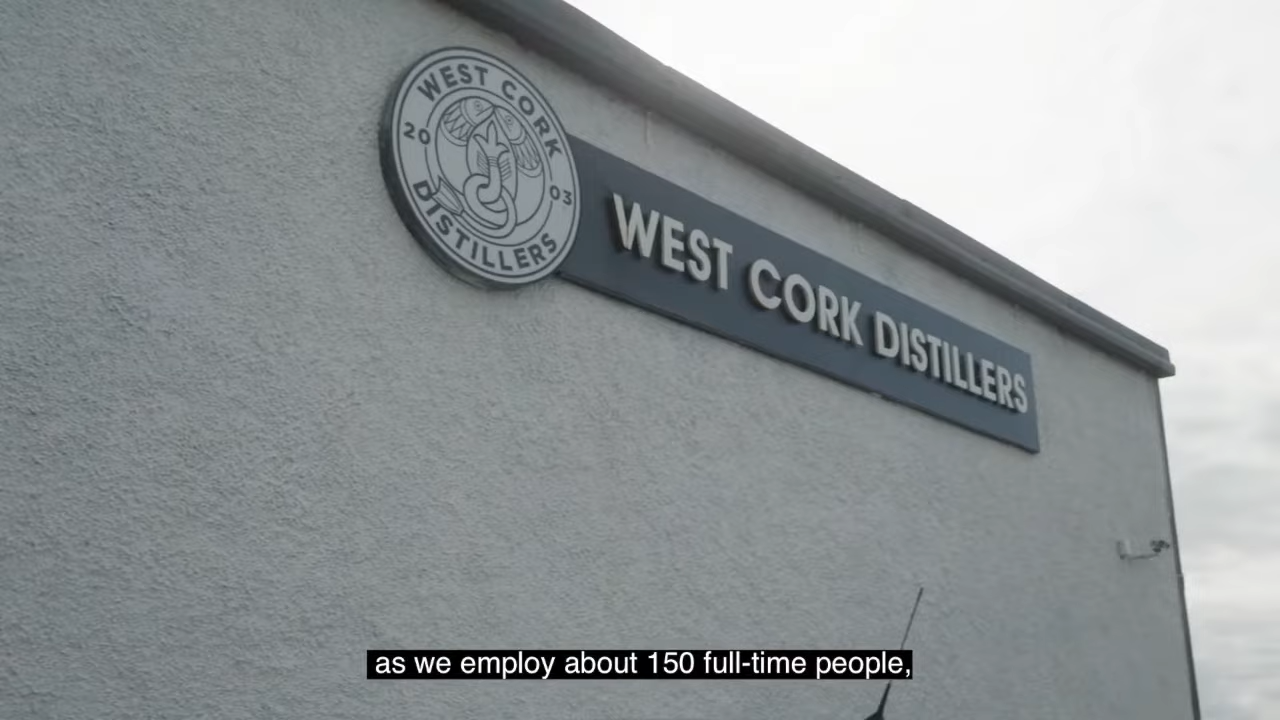 WEST CORK
20 03
DISTILLERS
WEST CORK DISTILLERS
as we employ about 150 full-time people,